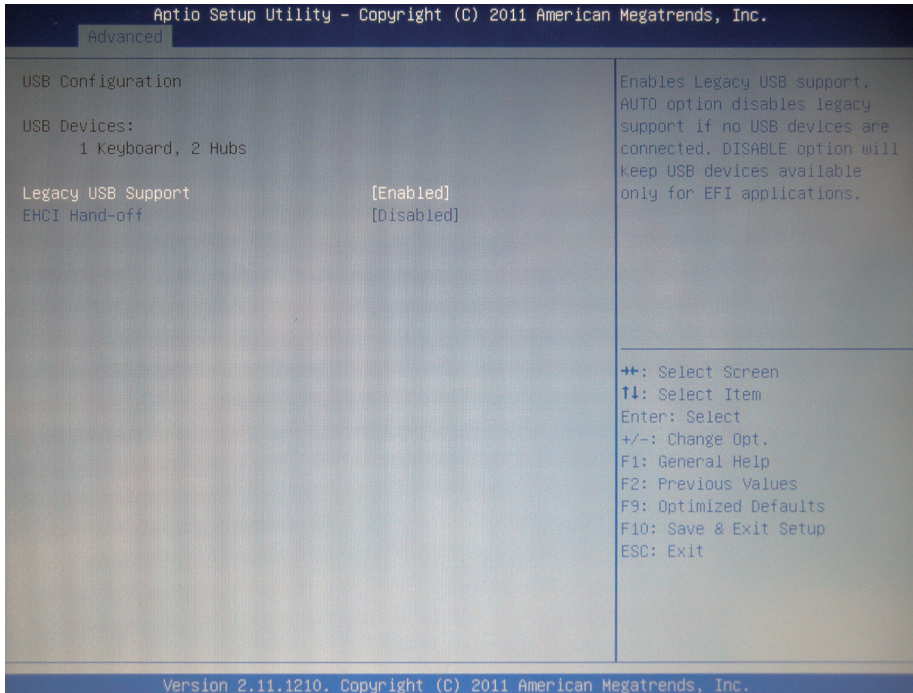 Aptio Setup Utility - Copyright (C) 2011 American Megatrends, Inc.
Advanced
USB Configuration
USB Devices:
1 Keyboard, 2 Hubs
Legacy USB Support [Enabled]
EHCI Hand-off [Disabled]
Enables Legacy USB support.
AUTO option disables legacy
support if no USB devices are
connected. DISABLE option will
keep USB devices available
only for EFI applications.
→←: Select Screen
↑↓: Select Item
Enter: Select
+/-: Change Opt.
F1: General Help
F2: Previous Values
F9: Optimized Defaults
F10: Save & Exit Setup
ESC: Exit
Version 2.11.1210. Copyright (C) 2011 American Megatrends, Inc.